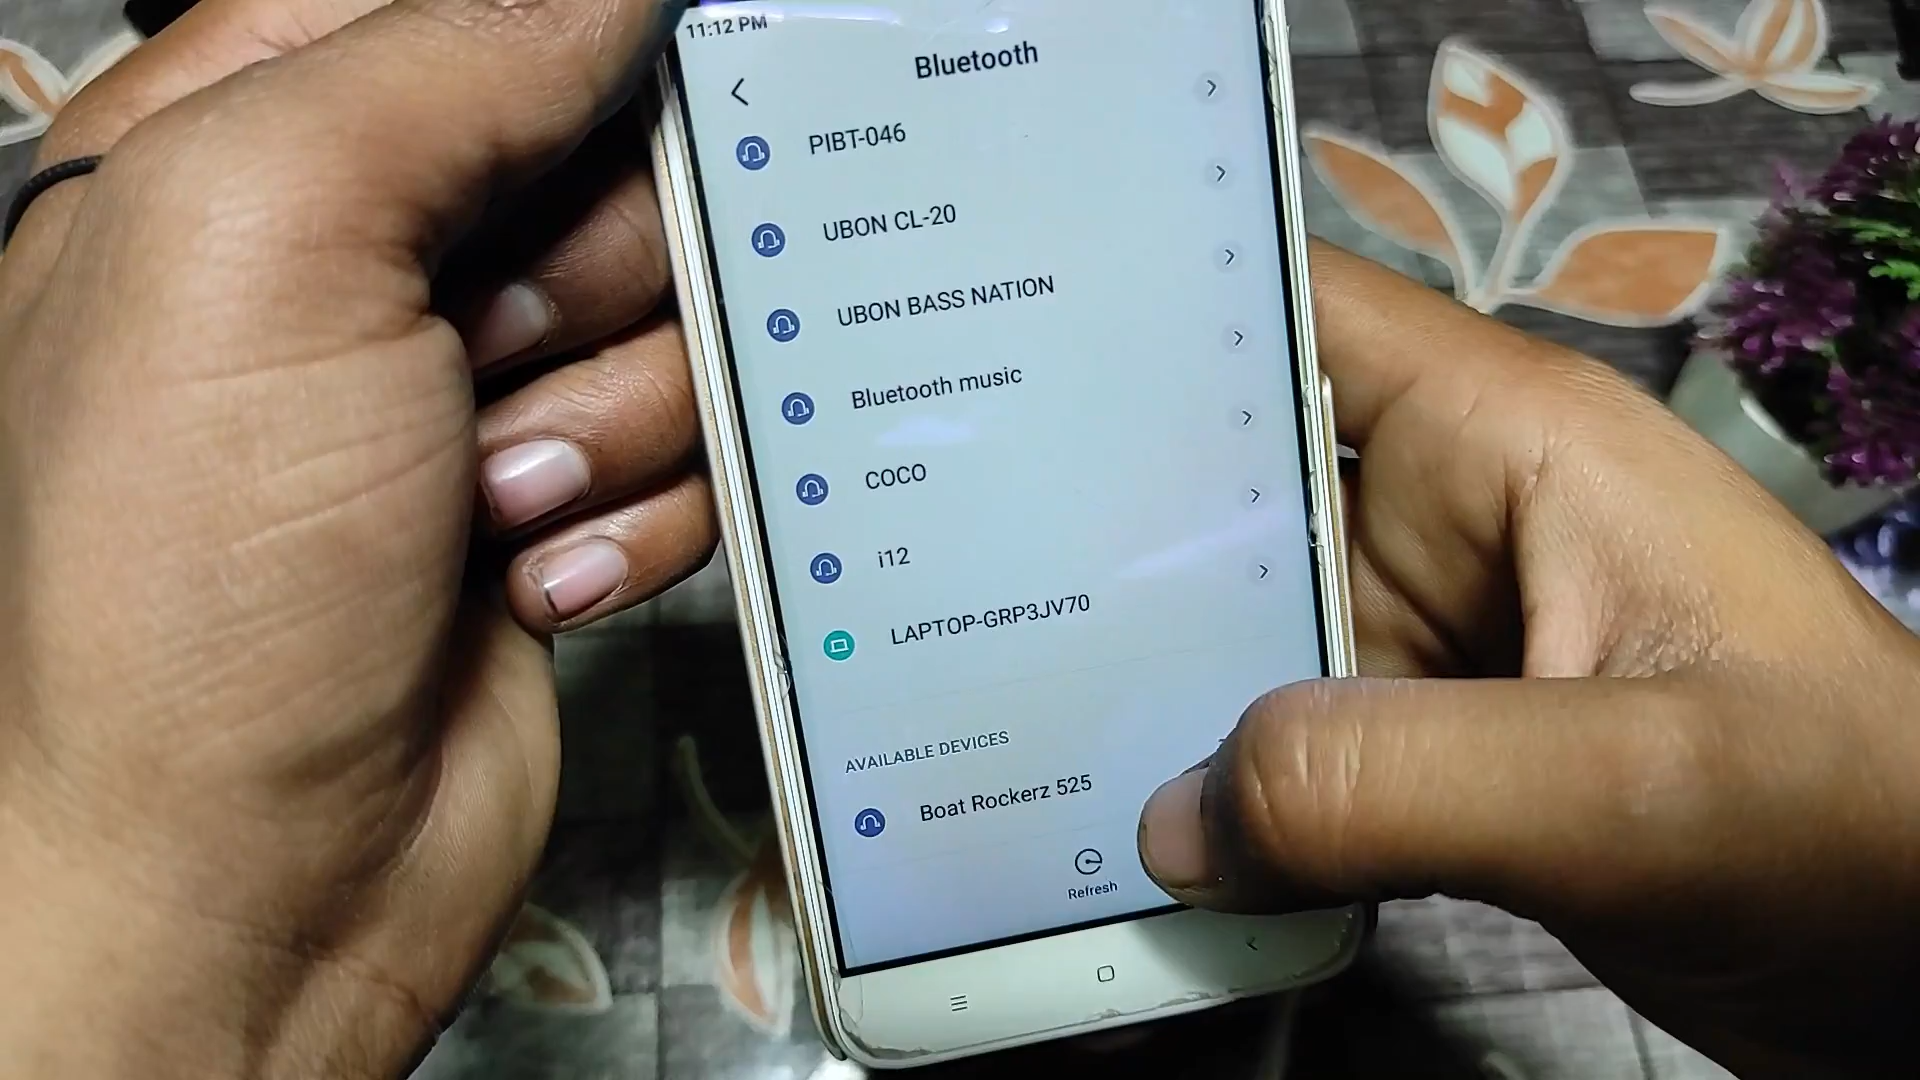 11:12 PM
Bluetooth
PIBT-046
UBON CL-20
UBON BASS NATION
Bluetooth music
COCO
i12
LAPTOP-GRP3JV70
AVAILABLE DEVICES
Boat Rockerz 525
Refresh